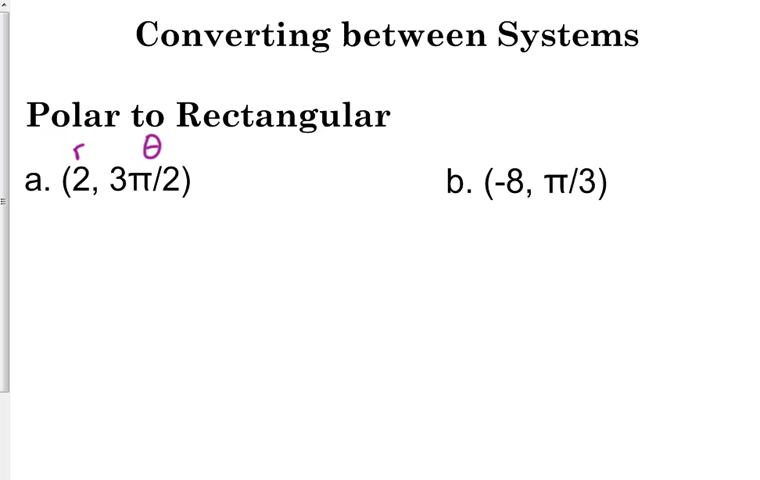 Converting between Systems
Polar to Rectangular
r θ
a. (2, 3π/2) b. (-8, π/3)